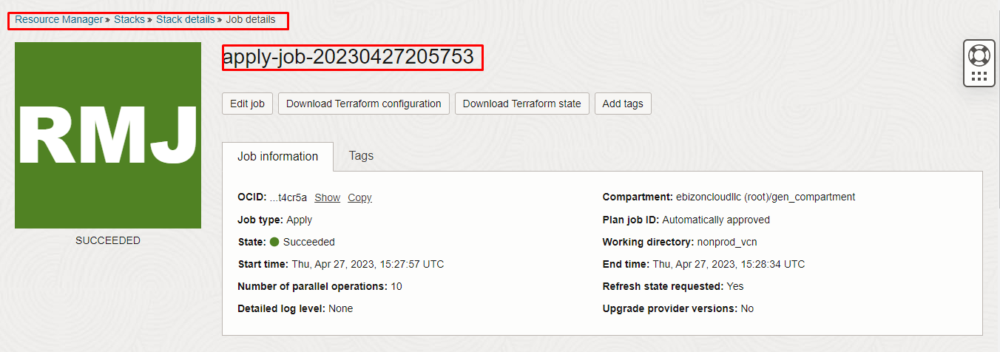 Resource Manager » Stacks » Stack details » Job details
apply-job-20230427205753
Edit job Download Terraform configuration Download Terraform state Add tags
RMJ
SUCCEEDED
Job information Tags
OCID: ...t4cr5a Show Copy
Compartment: ebizoncloudllc (root)/gen_compartment
Job type: Apply
Plan job ID: Automatically approved
State: Succeeded
Working directory: nonprod_vcn
Start time: Thu, Apr 27, 2023, 15:27:57 UTC
End time: Thu, Apr 27, 2023, 15:28:34 UTC
Number of parallel operations: 10
Refresh state requested: Yes
Detailed log level: None
Upgrade provider versions: No